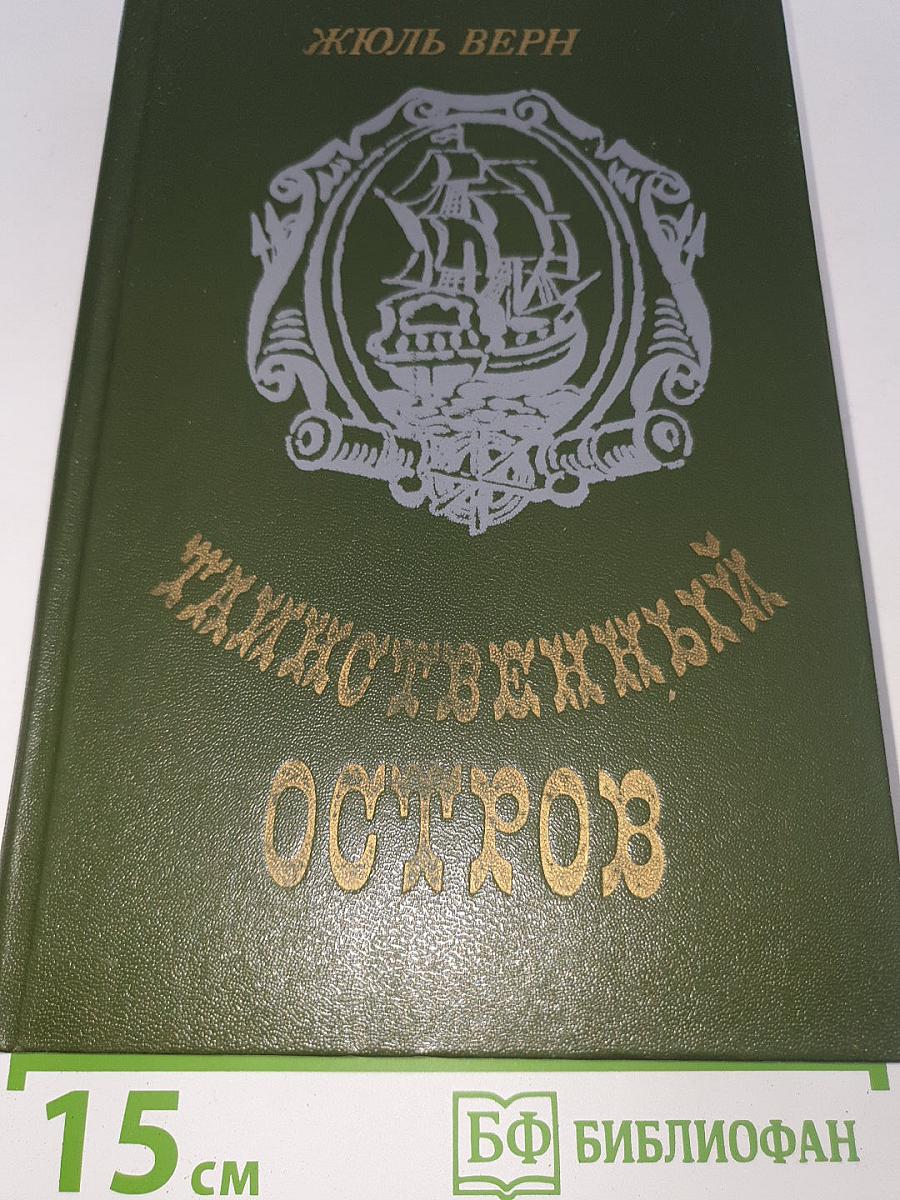 ЖЮЛЬ ВЕРН
ТАИНСТВЕННЫЙ
ОСТРОВ
15 см
БФ БИБЛИОФАН